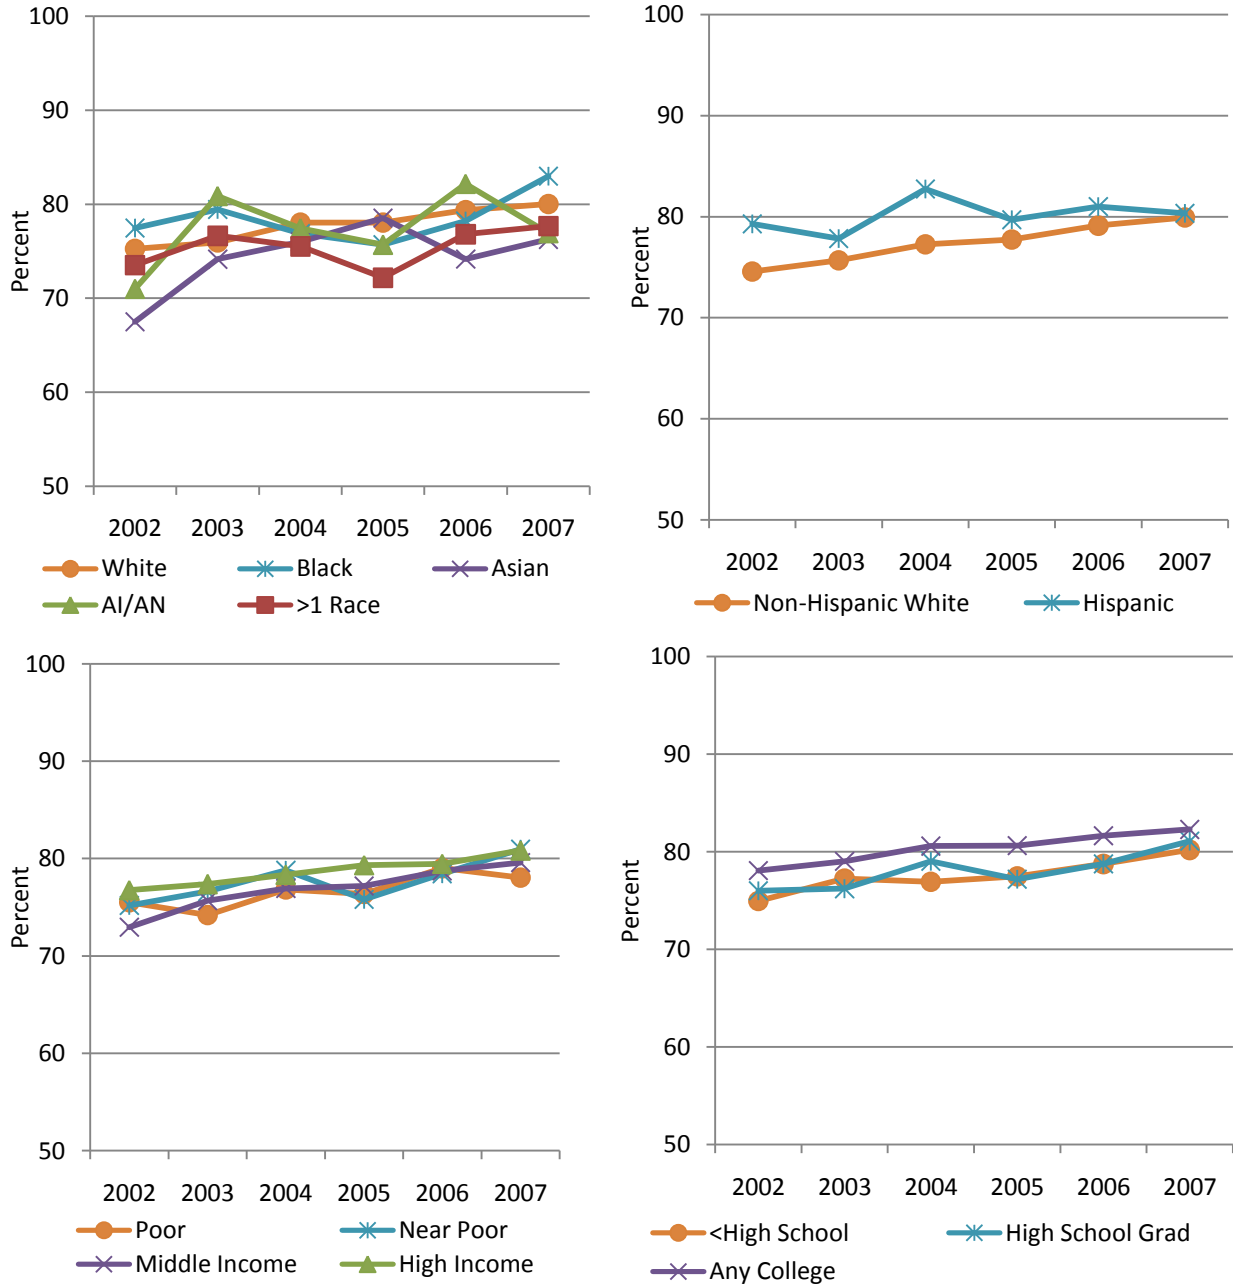 100
90
80
70
60
50
Percent
2002 2003 2004 2005 2006 2007
White Black Asian
AI/AN >1 Race
100
90
80
70
60
50
Percent
2002 2003 2004 2005 2006 2007
Non-Hispanic White Hispanic
100
90
80
70
60
50
Percent
2002 2003 2004 2005 2006 2007
Poor Near Poor
Middle Income High Income
100
90
80
70
60
50
Percent
2002 2003 2004 2005 2006 2007
<High School High School Grad
Any College